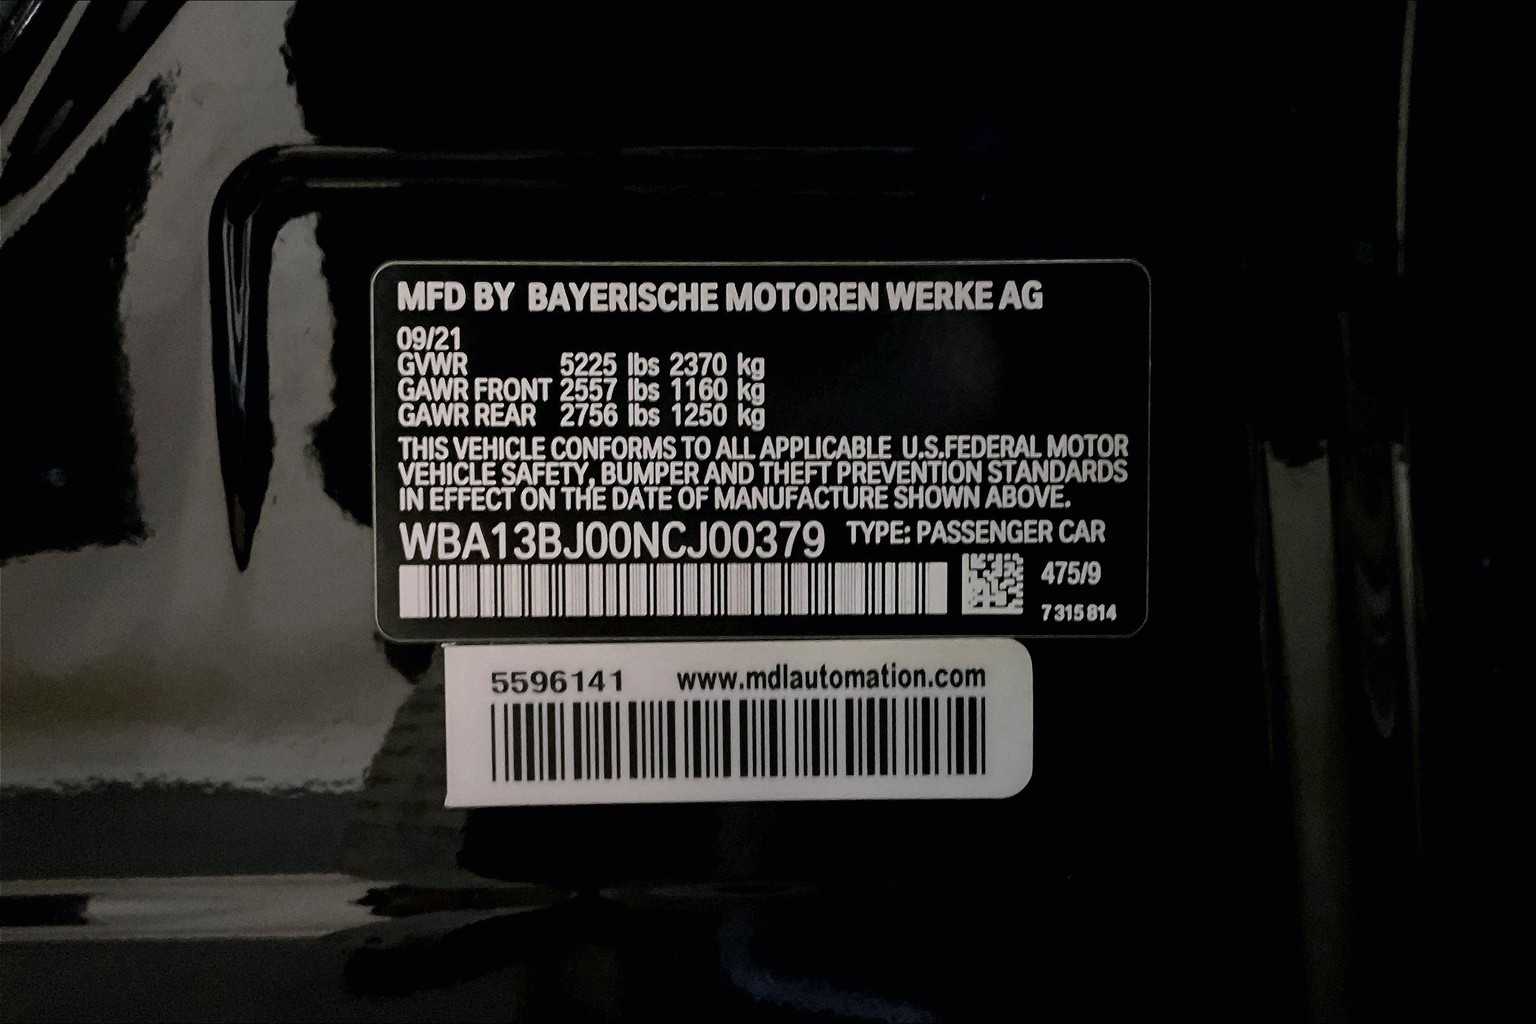 MFD BY BAYERISCHE MOTOREN WERKE AG
09/21
GVWR 5225 lbs 2370 kg
GAWR FRONT 2557 lbs 1160 kg
GAWR REAR 2756 lbs 1250 kg
THIS VEHICLE CONFORMS TO ALL APPLICABLE U.S.FEDERAL MOTOR
VEHICLE SAFETY, BUMPER AND THEFT PREVENTION STANDARDS
IN EFFECT ON THE DATE OF MANUFACTURE SHOWN ABOVE.
WBA13BJ00NCJ00379 TYPE: PASSENGER CAR
475/9
7 315 814
5596141 www.mdlautomation.com